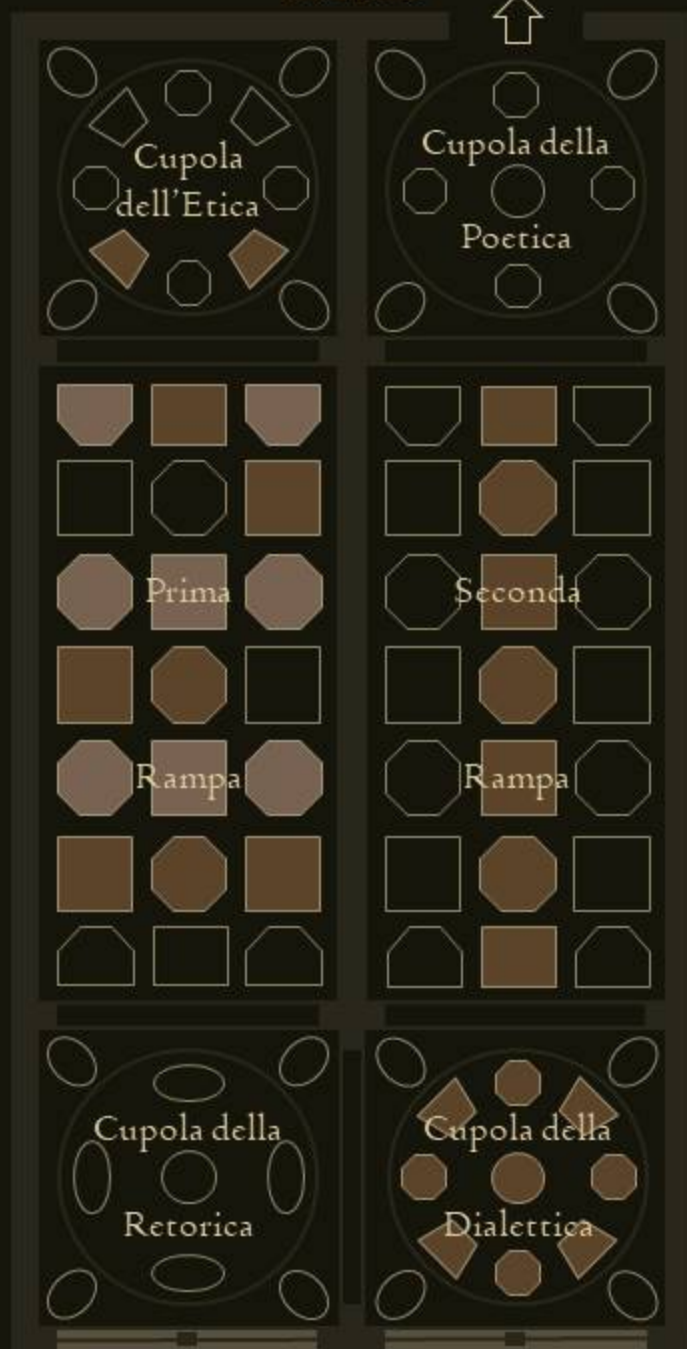 Cupola
dell'Etica
Cupola della
Poetica
Prima
Rampa
Seconda
Rampa
Cupola della
Retorica
Cupola della
Dialettica